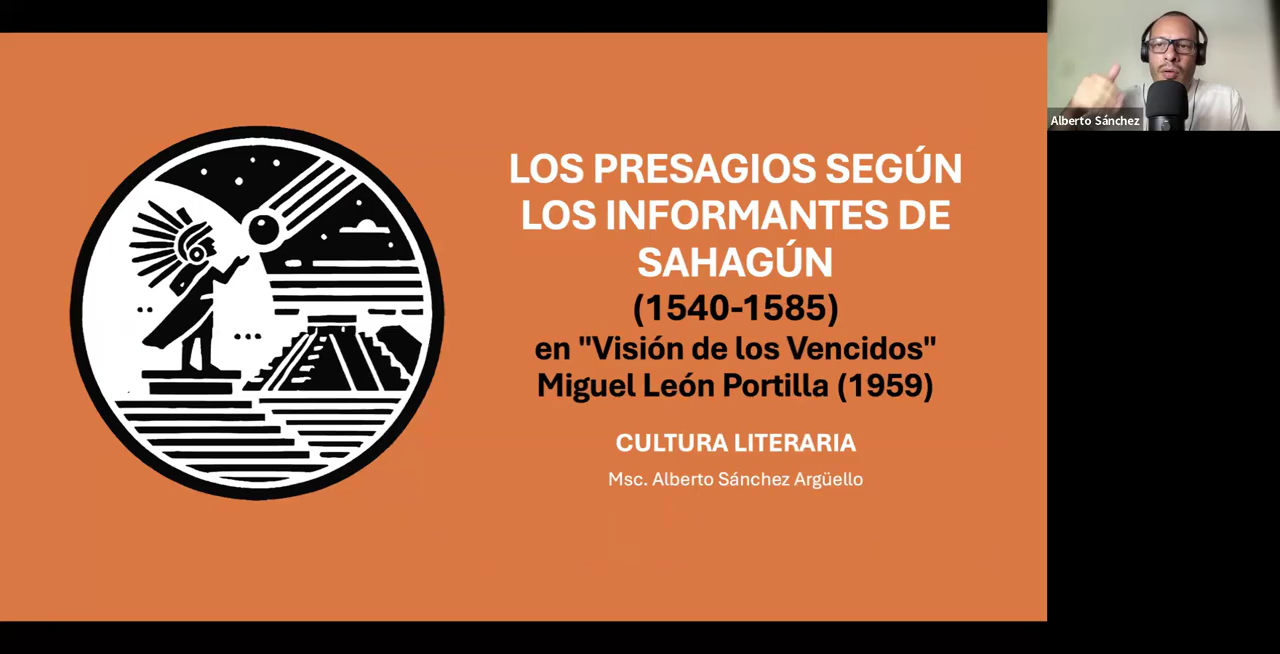 LOS PRESAGIOS SEGÚN
LOS INFORMANTES DE
SAHAGÚN
(1540-1585)
en "Visión de los Vencidos"
Miguel León Portilla (1959)
CULTURA LITERARIA
Msc. Alberto Sánchez Argüello
Alberto Sánchez